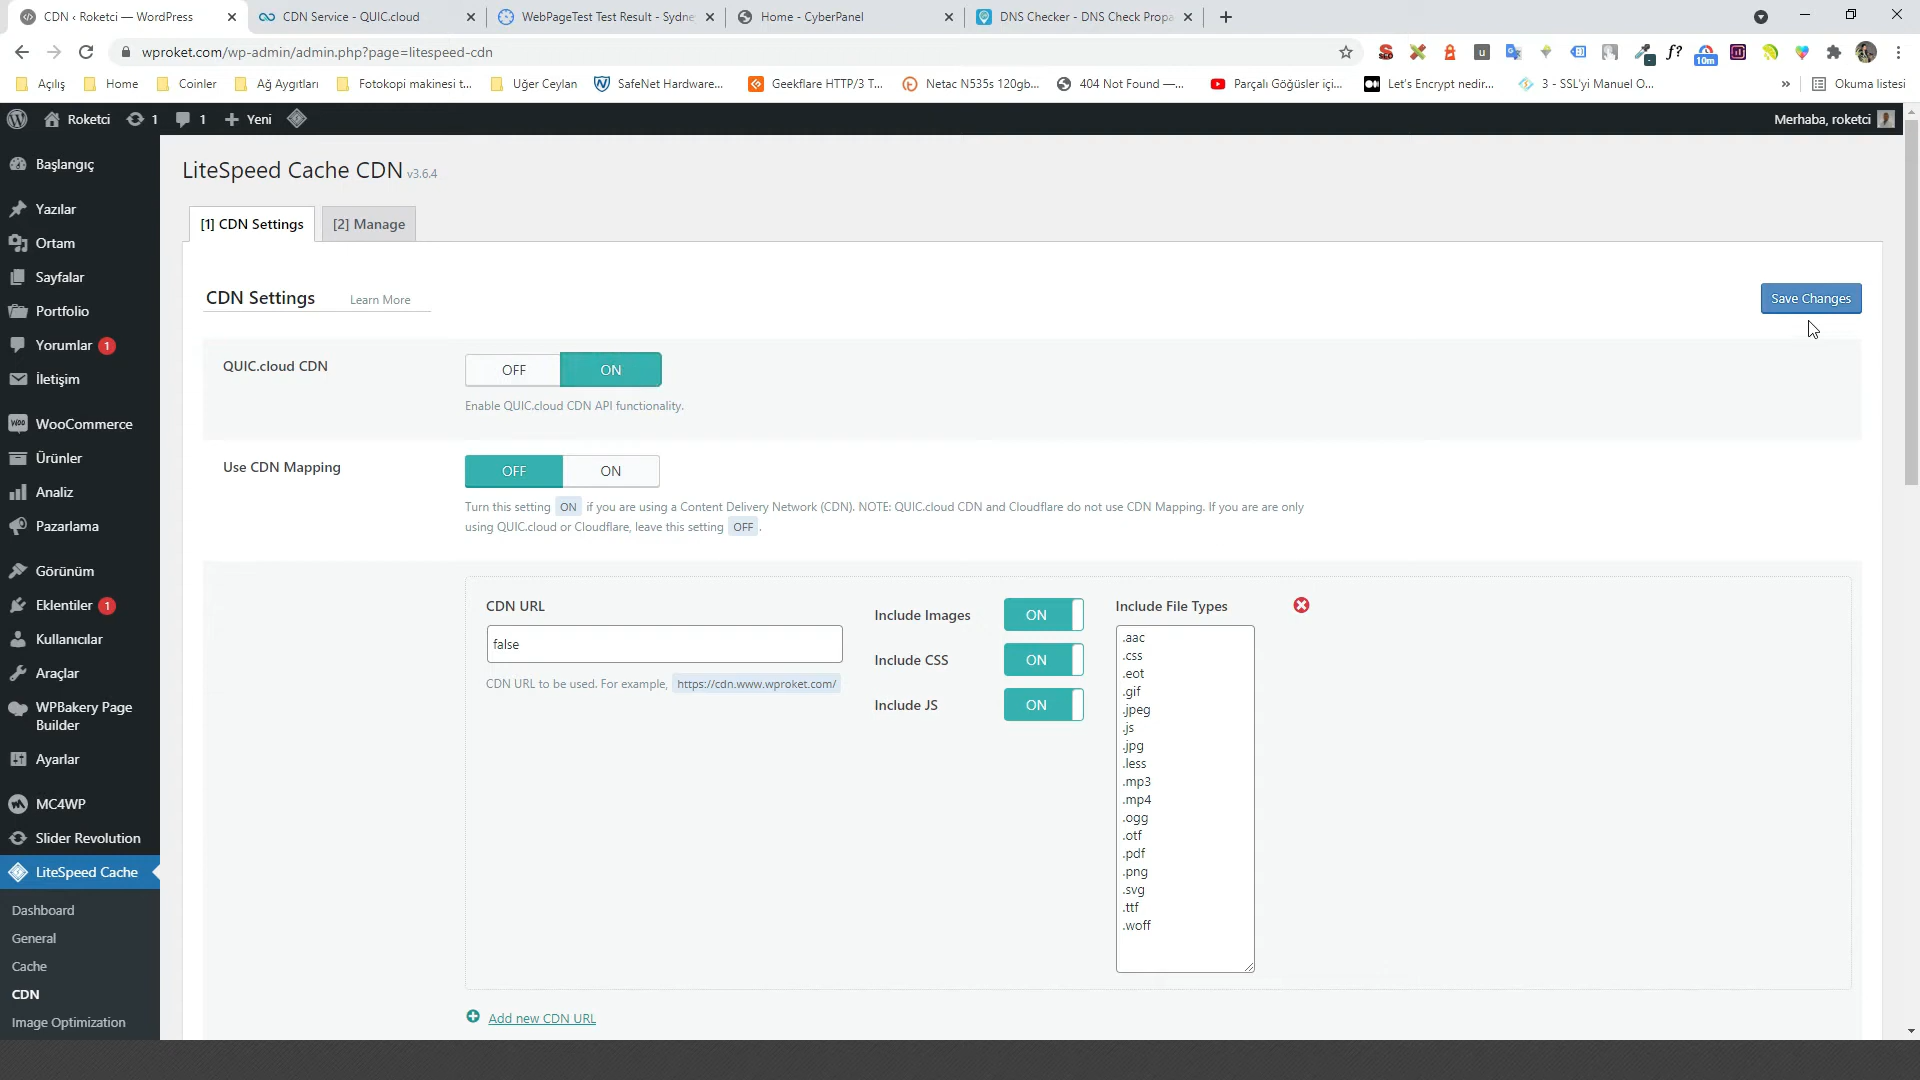 CDN ‹ Roketci — WordPress
CDN Service - QUIC.cloud
WebPageTest Test Result - Sydne
Home - CyberPanel
DNS Checker - DNS Check Propa
wproket.com/wp-admin/admin.php?page=litespeed-cdn
10m
Açılış
Home
Coinler
Ağ Aygıtları
Fotokopi makinesi t...
Uğer Ceylan
SafeNet Hardware...
Geekflare HTTP/3 T...
Netac N535s 120gb...
404 Not Found —...
Parçalı Göğüsler içi...
Let's Encrypt nedir...
3 - SSL'yi Manuel O...
»
Okuma listesi
Roketci
1
1
Yeni
Merhaba, roketci
Başlangıç
Yazılar
Ortam
Sayfalar
Portfolio
Yorumlar 1
İletişim
WooCommerce
Ürünler
Analiz
Pazarlama
Görünüm
Eklentiler 1
Kullanıcılar
Araçlar
WPBakery Page
Builder
Ayarlar
MC4WP
Slider Revolution
LiteSpeed Cache
Dashboard
General
Cache
CDN
Image Optimization
LiteSpeed Cache CDN v3.6.4
[1] CDN Settings
[2] Manage
CDN Settings
Learn More
Save Changes
QUIC.cloud CDN
OFF
ON
Enable QUIC.cloud CDN API functionality.
Use CDN Mapping
OFF
ON
Turn this setting ON if you are using a Content Delivery Network (CDN). NOTE: QUIC.cloud CDN and Cloudflare do not use CDN Mapping. If you are are only
using QUIC.cloud or Cloudflare, leave this setting OFF .
CDN URL
false
CDN URL to be used. For example, https://cdn.www.wproket.com/
Include Images
ON
Include CSS
ON
Include JS
ON
Include File Types
.aac
.css
.eot
.gif
.jpeg
.js
.jpg
.less
.mp3
.mp4
.ogg
.otf
.pdf
.png
.svg
.ttf
.woff
Add new CDN URL